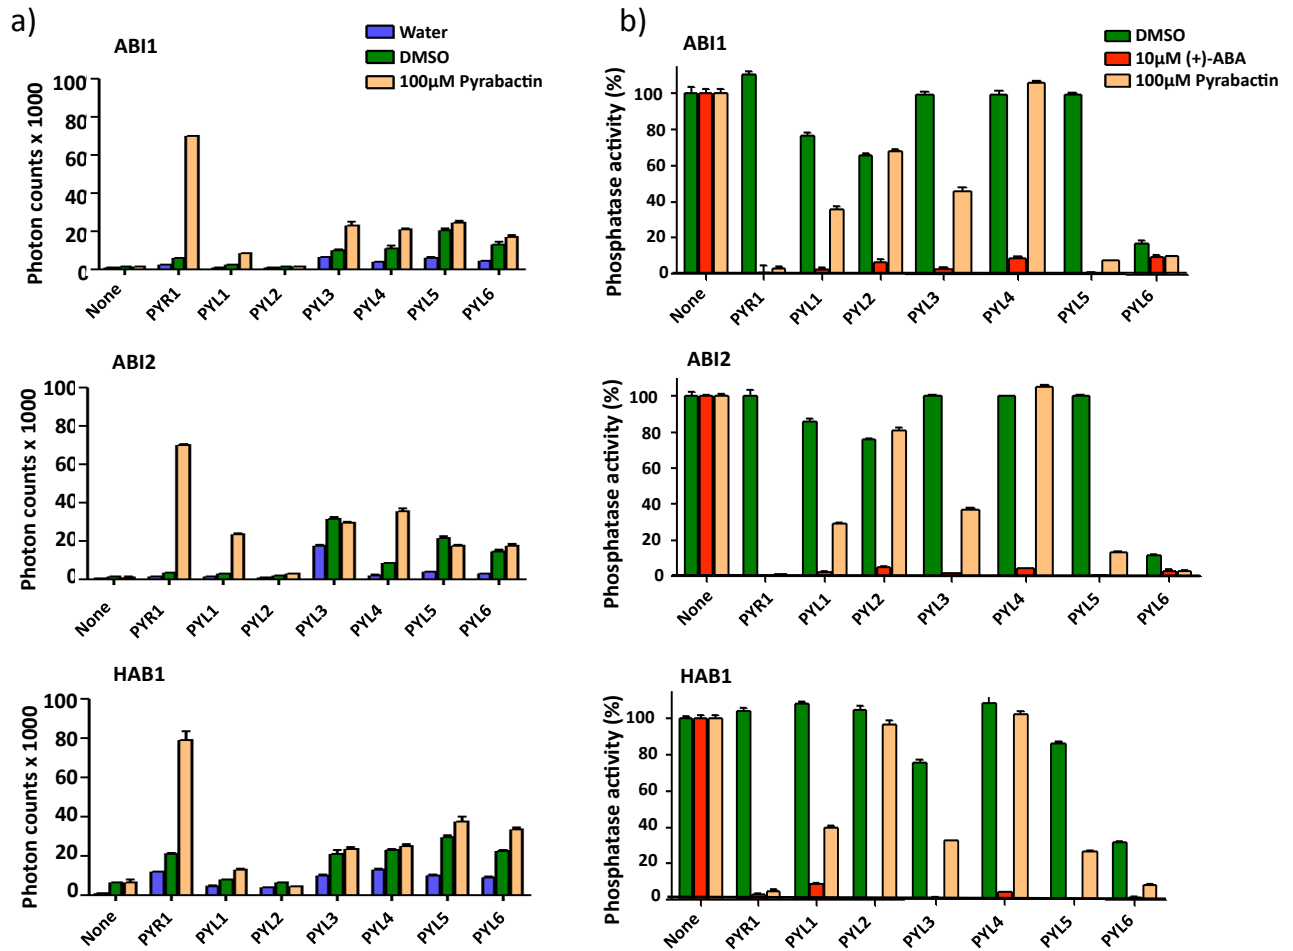 a)
ABI1
Water
DMSO
100µM Pyrabactin
Photon counts x 1000
100
80
60
40
20
0
None
PYR1
PYL1
PYL2
PYL3
PYL4
PYL5
PYL6
ABI2
Photon counts x 1000
100
80
60
40
20
0
None
PYR1
PYL1
PYL2
PYL3
PYL4
PYL5
PYL6
HAB1
Photon counts x 1000
100
80
60
40
20
0
None
PYR1
PYL1
PYL2
PYL3
PYL4
PYL5
PYL6
b)
ABI1
DMSO
10µM (+)-ABA
100µM Pyrabactin
Phosphatase activity (%)
100
80
60
40
20
0
None
PYR1
PYL1
PYL2
PYL3
PYL4
PYL5
PYL6
ABI2
Phosphatase activity (%)
100
80
60
40
20
0
None
PYR1
PYL1
PYL2
PYL3
PYL4
PYL5
PYL6
HAB1
Phosphatase activity (%)
100
80
60
40
20
0
None
PYR1
PYL1
PYL2
PYL3
PYL4
PYL5
PYL6